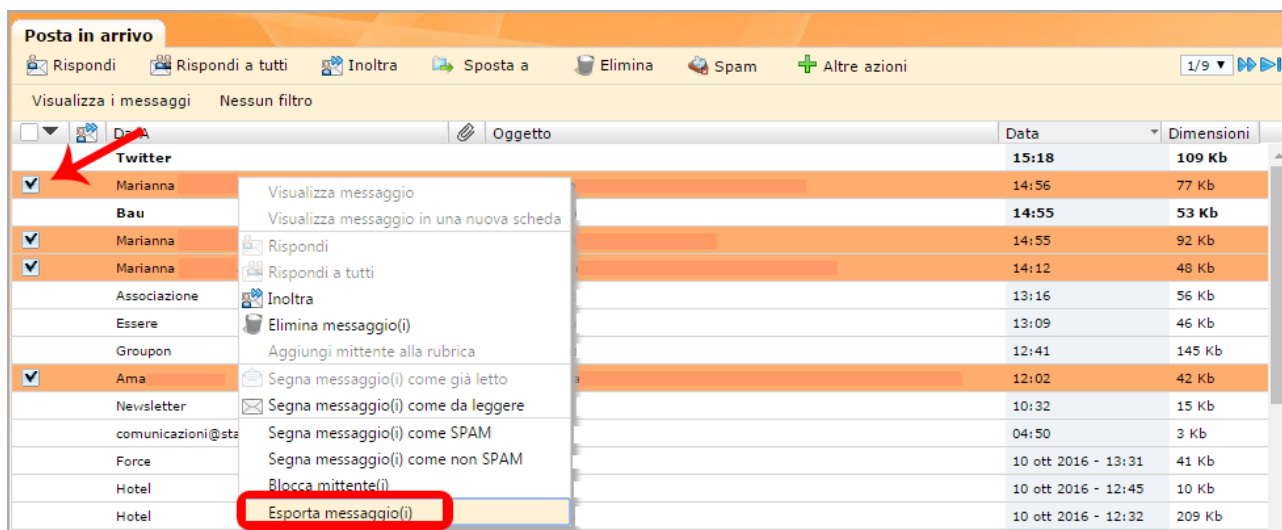 Posta in arrivo
Rispondi Rispondi a tutti Inoltra Sposta a Elimina Spam Altre azioni 1/9
Visualizza i messaggi Nessun filtro
Da/A Oggetto Data Dimensioni
Twitter 15:18 109 Kb
Marianna 14:56 77 Kb
Bau 14:55 53 Kb
Marianna 14:55 92 Kb
Marianna 14:12 48 Kb
Associazione 13:16 56 Kb
Essere 13:09 46 Kb
Groupon 12:41 145 Kb
Ama 12:02 42 Kb
Newsletter 10:32 15 Kb
comunicazioni@sta 04:50 3 Kb
Force 10 ott 2016 - 13:31 41 Kb
Hotel 10 ott 2016 - 12:45 10 Kb
Hotel 10 ott 2016 - 12:32 209 Kb
Visualizza messaggio
Visualizza messaggio in una nuova scheda
Rispondi
Rispondi a tutti
Inoltra
Elimina messaggio(i)
Aggiungi mittente alla rubrica
Segna messaggio(i) come già letto
Segna messaggio(i) come da leggere
Segna messaggio(i) come SPAM
Segna messaggio(i) come non SPAM
Blocca mittente(i)
Esporta messaggio(i)